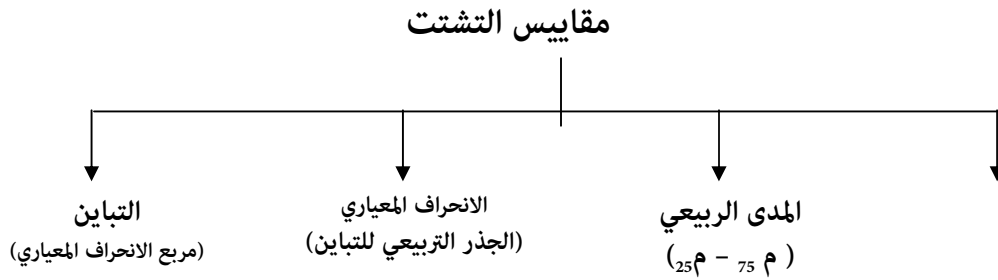 مقاييس التشتت
المدى الربيعي
( م 75 – م25)
الانحراف المعياري
(الجذر التربيعي للتباين)
التباين
(مربع الانحراف المعياري)